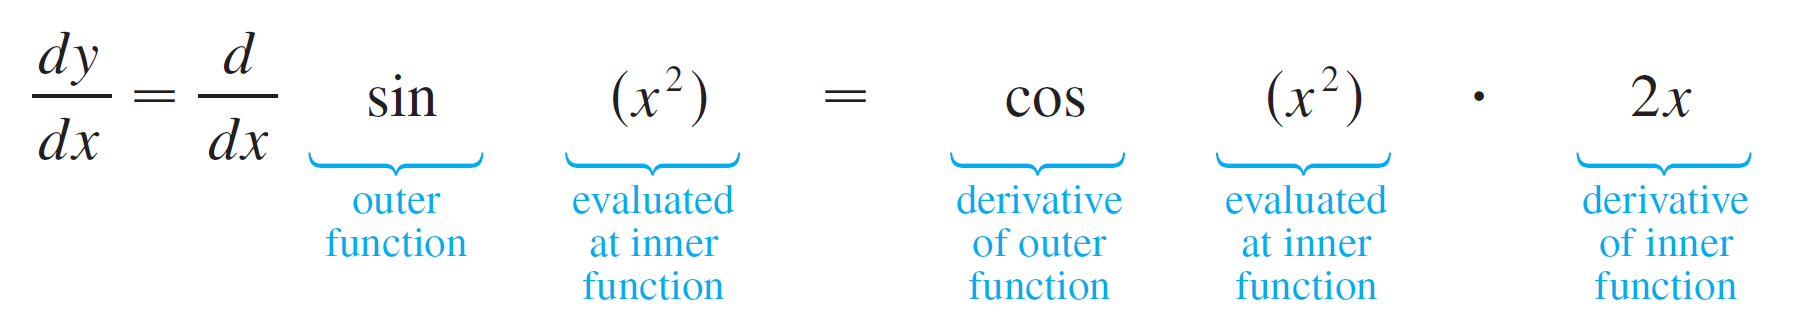 dy/dx = d/dx sin (x²) = cos (x²) · 2x
outer function
evaluated at inner function
derivative of outer function
evaluated at inner function
derivative of inner function